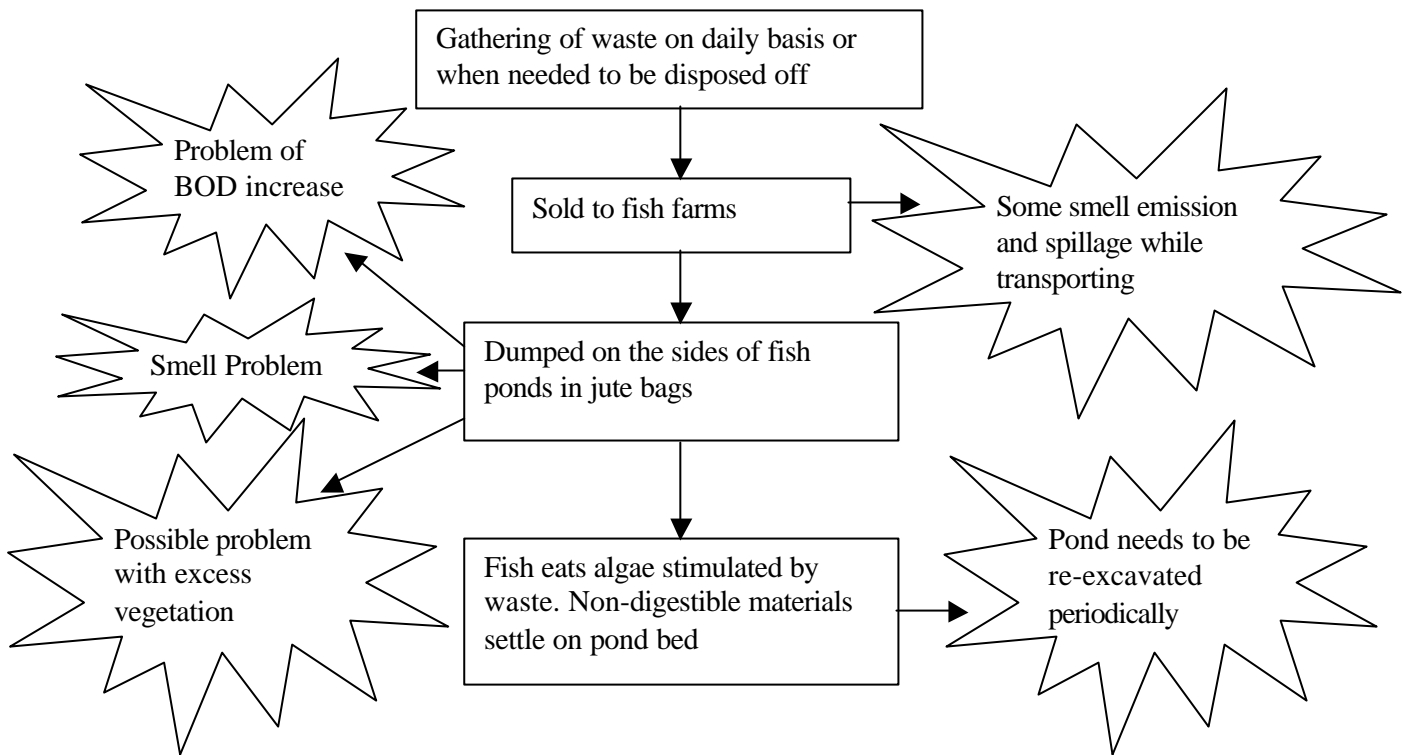 Gathering of waste on daily basis or
when needed to be disposed off
Problem of
BOD increase
Sold to fish farms
Some smell emission
and spillage while
transporting
Smell Problem
Dumped on the sides of fish
ponds in jute bags
Possible problem
with excess
vegetation
Fish eats algae stimulated by
waste. Non-digestible materials
settle on pond bed
Pond needs to be
re-excavated
periodically